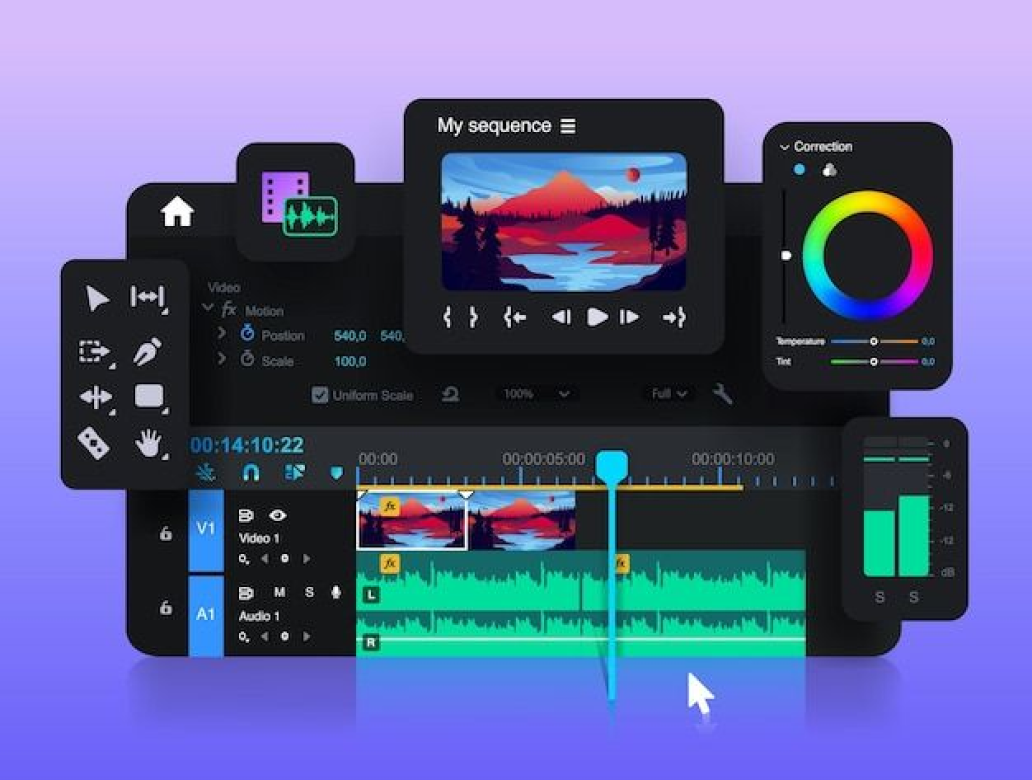 My sequence
Correction
Video
fx Motion
Postion 540,0 540,
Scale 100,0
Uniform Scale 100% Full
Temperature 0,0
Tint 0,0
00:14:10:22
00:00 00:00:05:00 00:00:10:00
V1
Video 1
fx
fx
fx
A1
M S
Audio 1
L
R
0
-6
-12
-12
dB
S S